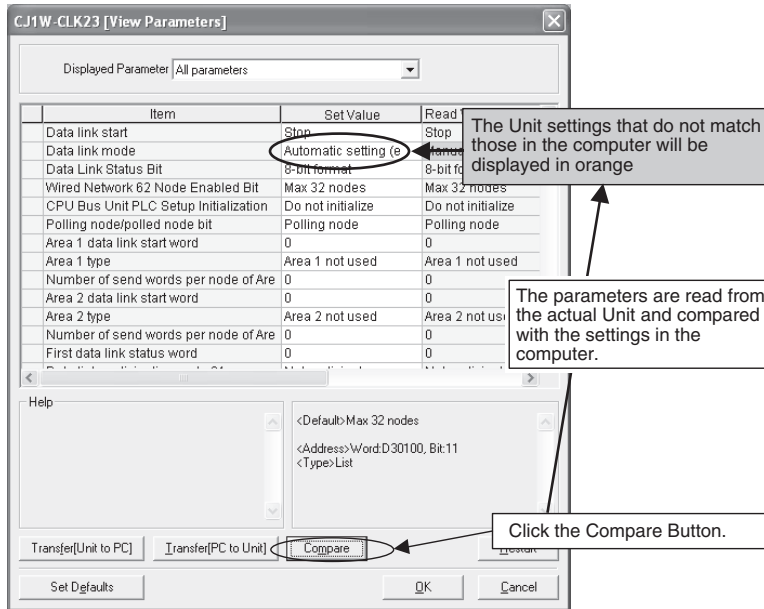 CJ1W-CLK23 [View Parameters]
Displayed Parameter All parameters
Item Set Value Read
Data link start Stop Stop
Data link mode Automatic setting (e
Data Link Status Bit 8-bit format 8-bit fo
Wired Network 62 Node Enabled Bit Max 32 nodes Max 32 nodes
CPU Bus Unit PLC Setup Initialization Do not initialize Do not initialize
Polling node/polled node bit Polling node Polling node
Area 1 data link start word 0 0
Area 1 type Area 1 not used Area 1 not used
Number of send words per node of Are 0 0
Area 2 data link start word 0 0
Area 2 type Area 2 not used Area 2 not us
Number of send words per node of Are 0 0
First data link status word 0 0
The Unit settings that do not match
those in the computer will be
displayed in orange
The parameters are read from
the actual Unit and compared
with the settings in the
computer.
Help
<Default>Max 32 nodes
<Address>Word:D30100, Bit:11
<Type>List
Click the Compare Button.
Transfer[Unit to PC] Transfer[PC to Unit] Compare
Set Defaults OK Cancel